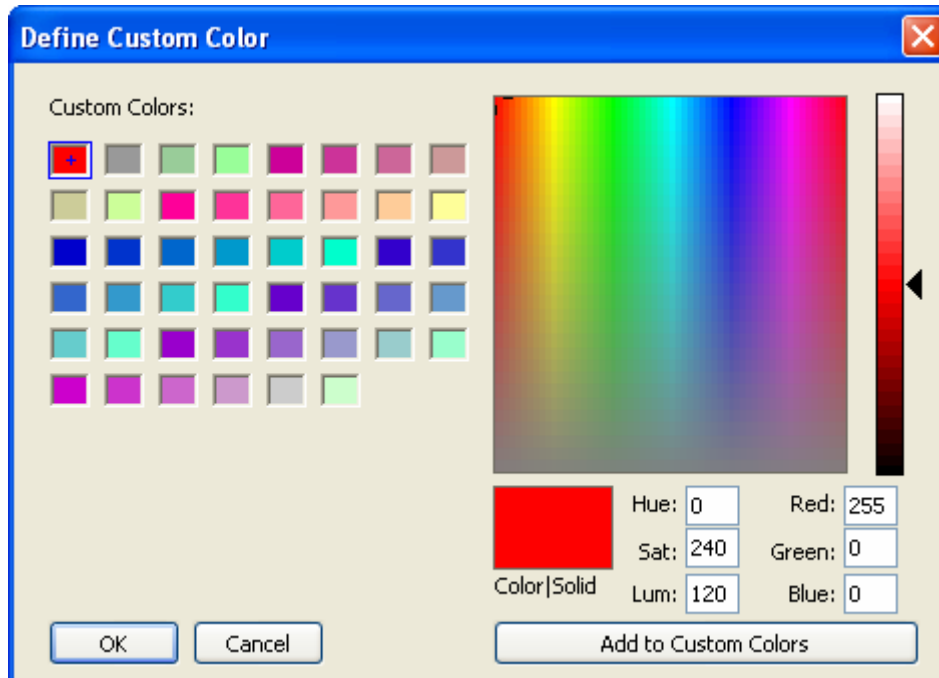 Define Custom Color
Custom Colors:
Color|Solid
Hue: 0
Sat: 240
Lum: 120
Red: 255
Green: 0
Blue: 0
OK
Cancel
Add to Custom Colors